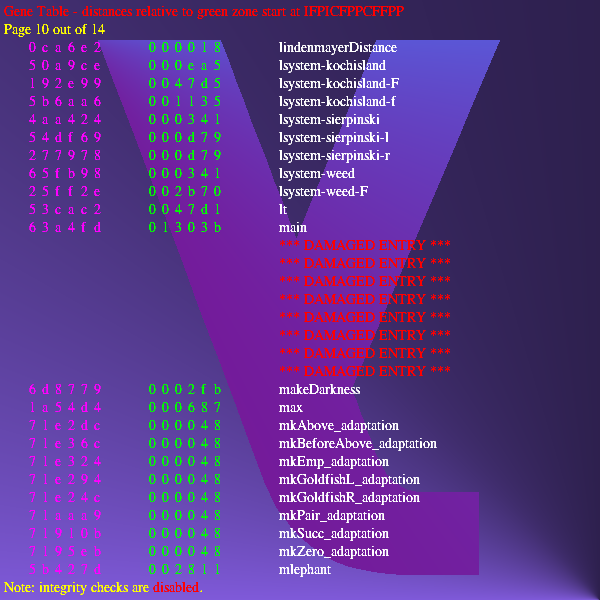 Gene Table - distances relative to green zone start at IFPICFPPCFFPP
Page 10 out of 14
0 c a 6 e 2 0 0 0 0 1 8 lindenmayerDistance
5 0 a 9 c e 0 0 0 e a 5 lsystem-kochisland
1 9 2 e 9 9 0 0 4 7 d 5 lsystem-kochisland-F
5 b 6 a a 6 0 0 1 1 3 5 lsystem-kochisland-f
4 a a 4 2 4 0 0 0 3 4 1 lsystem-sierpinski
5 4 d f 6 9 0 0 0 d 7 9 lsystem-sierpinski-l
2 7 7 9 7 8 0 0 0 d 7 9 lsystem-sierpinski-r
6 5 f b 9 8 0 0 0 3 4 1 lsystem-weed
2 5 f f 2 e 0 0 2 b 7 0 lsystem-weed-F
5 3 c a c 2 0 0 4 7 d 1 lt
6 3 a 4 f d 0 1 3 0 3 b main
*** DAMAGED ENTRY ***
*** DAMAGED ENTRY ***
*** DAMAGED ENTRY ***
*** DAMAGED ENTRY ***
*** DAMAGED ENTRY ***
*** DAMAGED ENTRY ***
*** DAMAGED ENTRY ***
*** DAMAGED ENTRY ***
6 d 8 7 7 9 0 0 0 2 f b makeDarkness
1 a 5 4 d 4 0 0 0 6 8 7 max
7 1 e 2 d c 0 0 0 0 4 8 mkAbove_adaptation
7 1 e 3 6 c 0 0 0 0 4 8 mkBeforeAbove_adaptation
7 1 e 3 2 4 0 0 0 0 4 8 mkEmp_adaptation
7 1 e 2 9 4 0 0 0 0 4 8 mkGoldfishL_adaptation
7 1 e 2 4 c 0 0 0 0 4 8 mkGoldfishR_adaptation
0 0 0 0 4 8 mkPair_adaptation
0 0 0 0 4 8 mkSucc_adaptation
0 0 0 0 4 8 mkZero_adaptation
0 0 2 8 1 1 mlephant
Note: integrity checks are disabled.